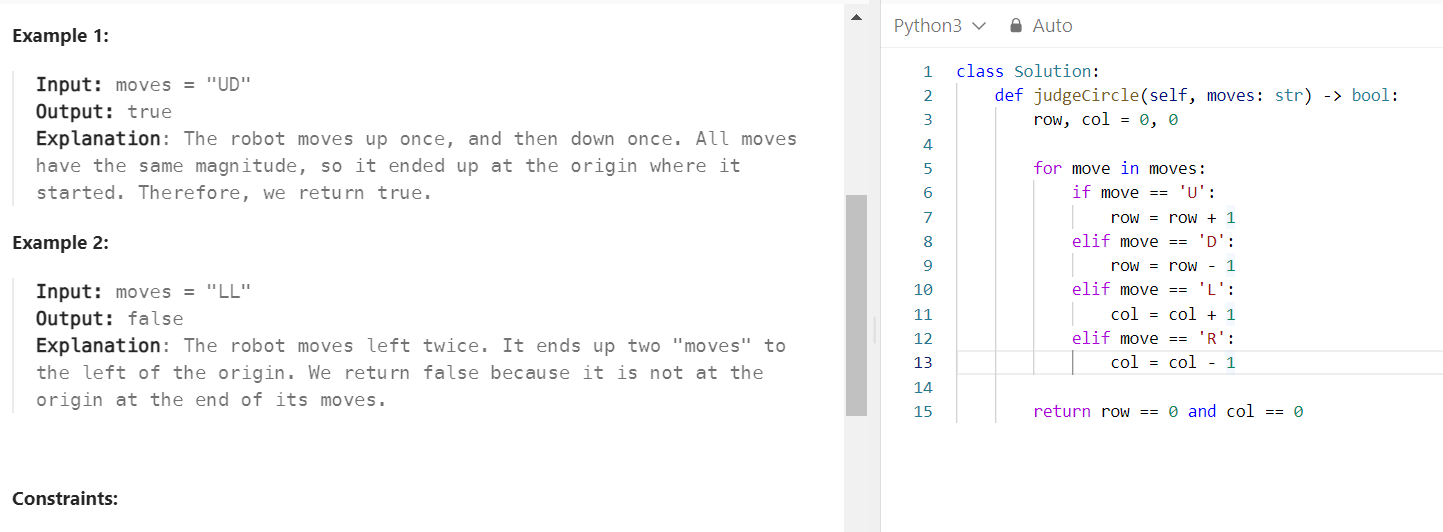 Example 1:
Input: moves = "UD"
Output: true
Explanation: The robot moves up once, and then down once. All moves
have the same magnitude, so it ended up at the origin where it
started. Therefore, we return true.
Example 2:
Input: moves = "LL"
Output: false
Explanation: The robot moves left twice. It ends up two "moves" to
the left of the origin. We return false because it is not at the
origin at the end of its moves.
Constraints:
Python3 Auto
1 class Solution:
2     def judgeCircle(self, moves: str) -> bool:
3         row, col = 0, 0
4
5         for move in moves:
6             if move == 'U':
7                 row = row + 1
8             elif move == 'D':
9                 row = row - 1
10             elif move == 'L':
11                 col = col + 1
12             elif move == 'R':
13                 col = col - 1
14
15         return row == 0 and col == 0